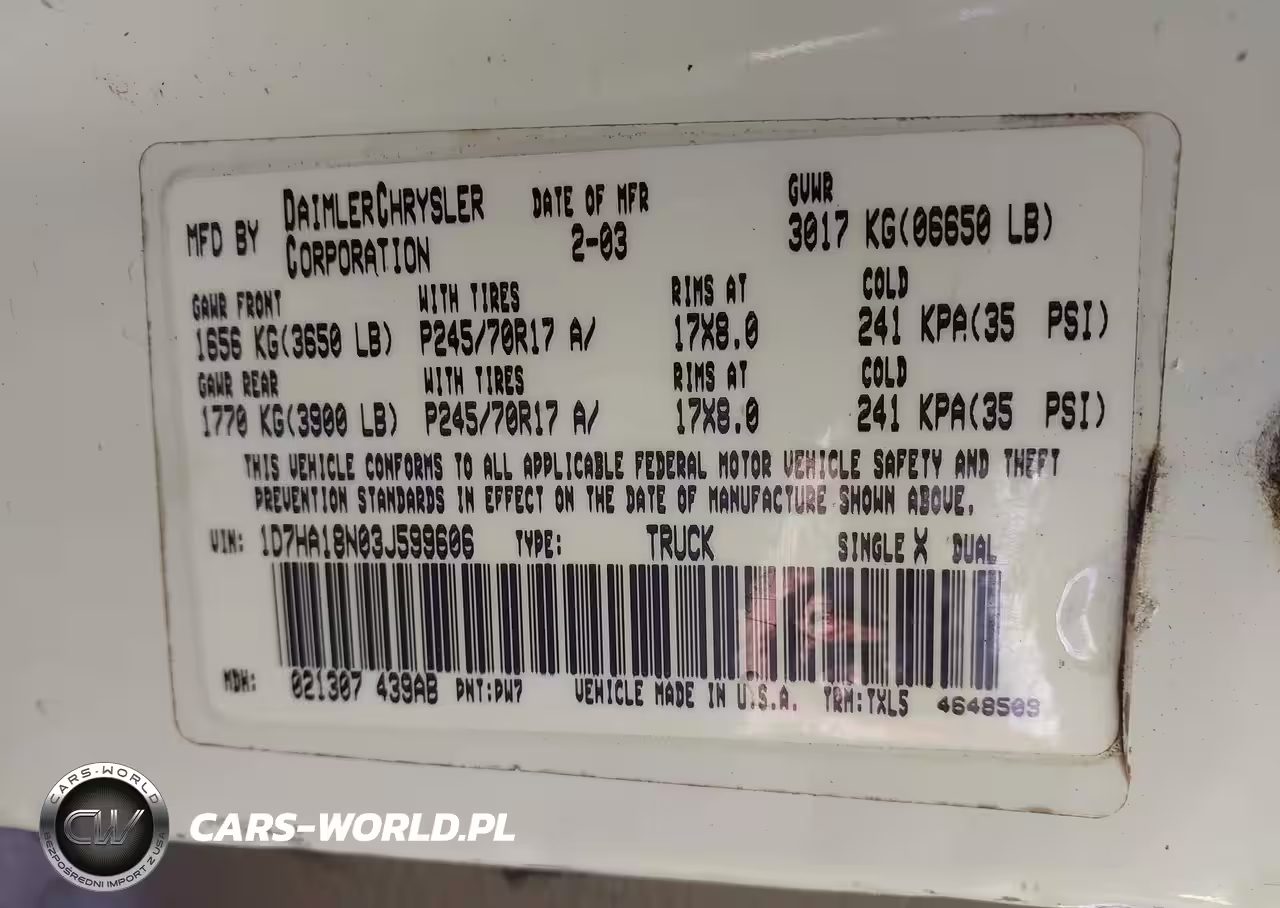 MFD BY DAIMLERCHRYSLER CORPORATION DATE OF MFR 2-03 GVWR 3017 KG(06650 LB)
GAWR FRONT WITH TIRES RIMS AT COLD
1656 KG(3650 LB) P245/70R17 A/ 17X8.0 241 KPA(35 PSI)
GAWR REAR WITH TIRES RIMS AT COLD
1770 KG(3900 LB) P245/70R17 A/ 17X8.0 241 KPA(35 PSI)
THIS VEHICLE CONFORMS TO ALL APPLICABLE FEDERAL MOTOR VEHICLE SAFETY AND THEFT
PREVENTION STANDARDS IN EFFECT ON THE DATE OF MANUFACTURE SHOWN ABOVE.
VIN: 1D7HA18N03J599606 TYPE: TRUCK SINGLE X DUAL
MDH: 021307 439AB PNT:PW7 VEHICLE MADE IN U.S.A. TRM:TXL5 4648509
CARS-WORLD
CW
BEZPOŚREDNI IMPORT Z USA
CARS-WORLD.PL